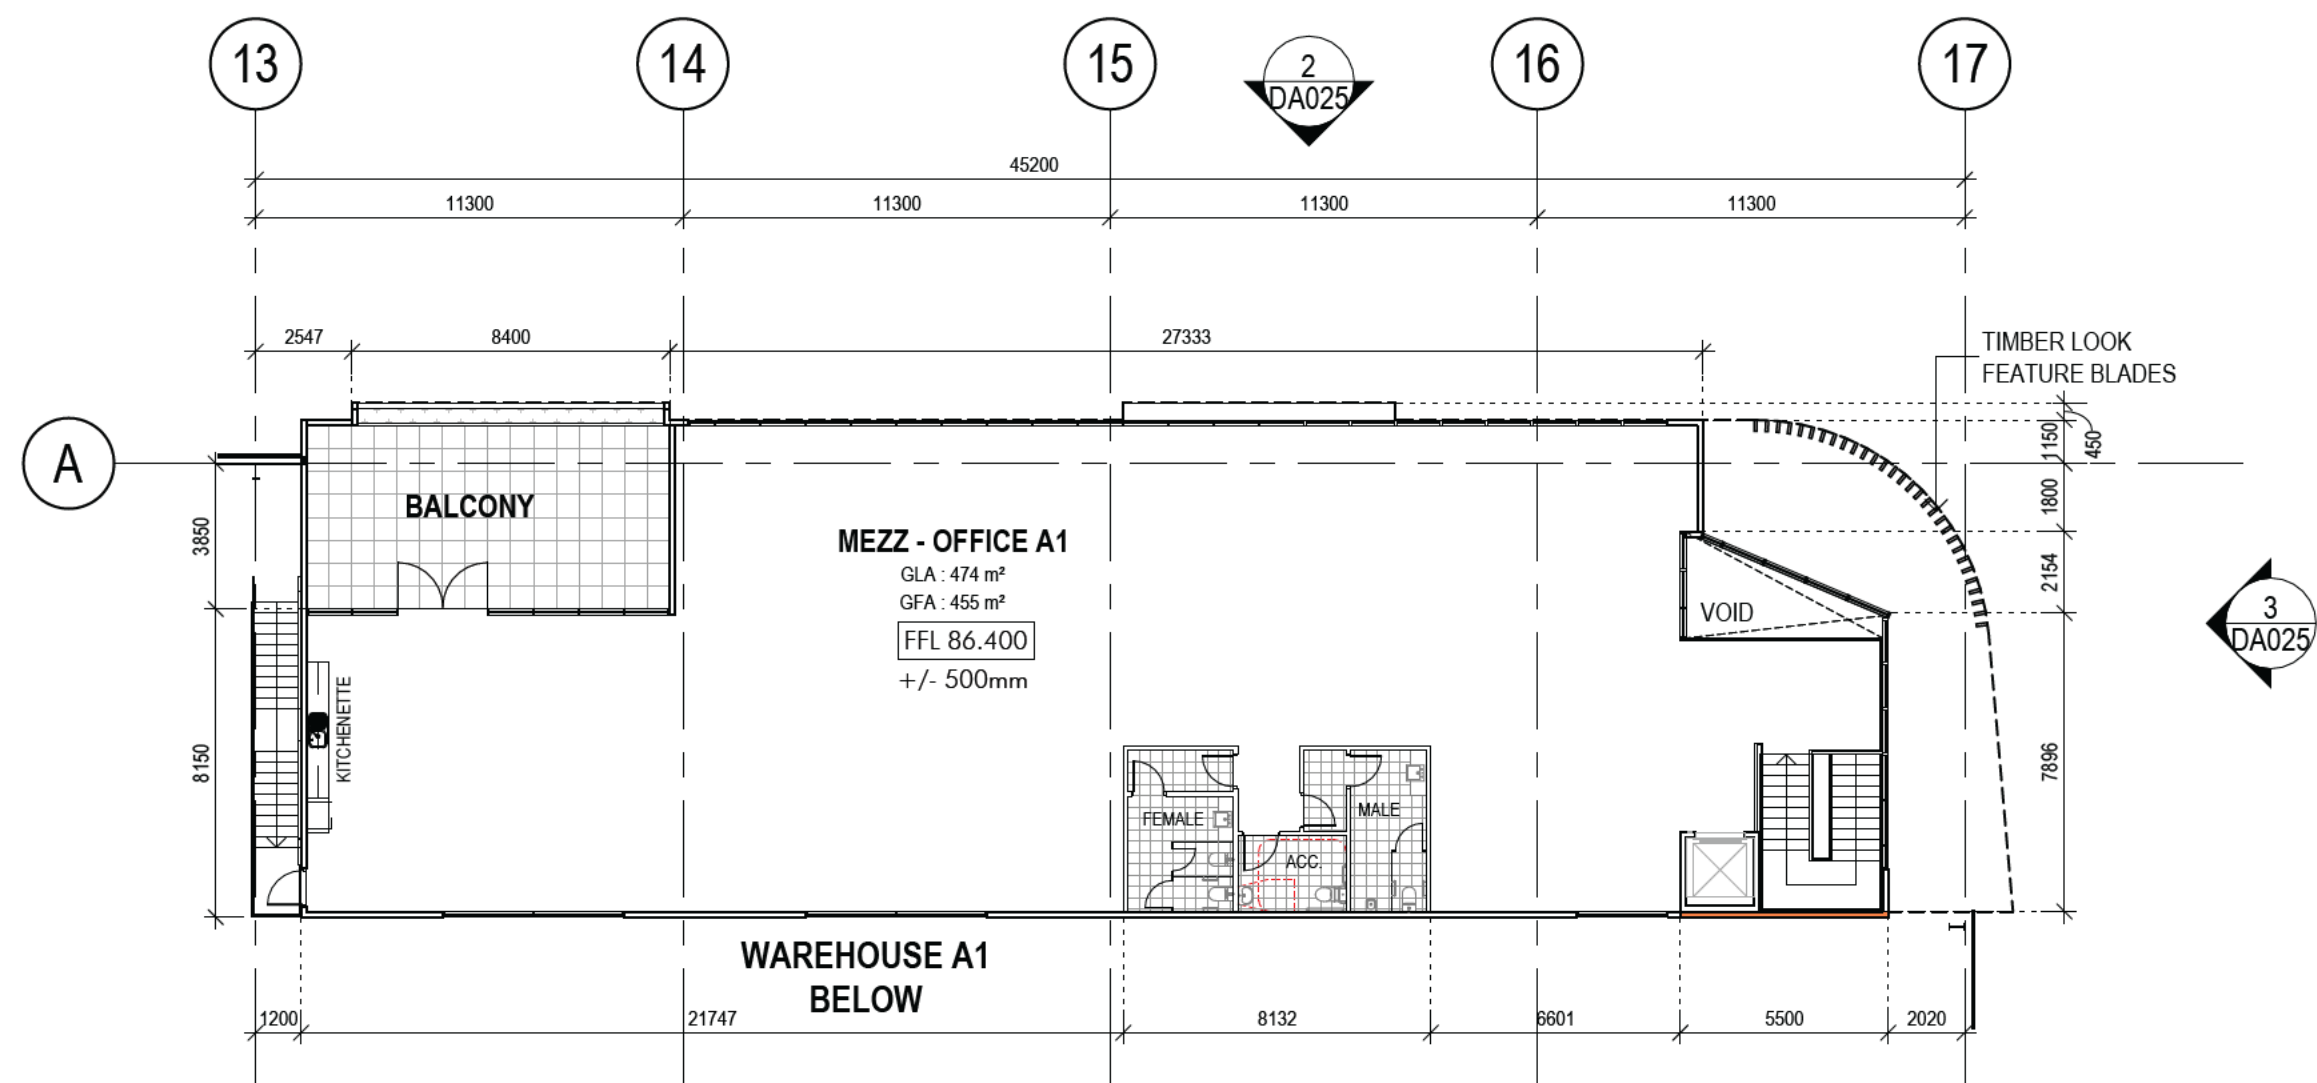 13
14
15
16
17
2
DA025
45200
11300
11300
11300
11300
2547
8400
27333
TIMBER LOOK
FEATURE BLADES
A
1150
450
BALCONY
3850
1800
MEZZ - OFFICE A1
GLA : 474 m²
GFA : 455 m²
FFL 86.400
+/- 500mm
2154
VOID
3
DA025
KITCHENETTE
8150
7896
FEMALE
MALE
ACC.
WAREHOUSE A1
BELOW
1200
21747
8132
6601
5500
2020